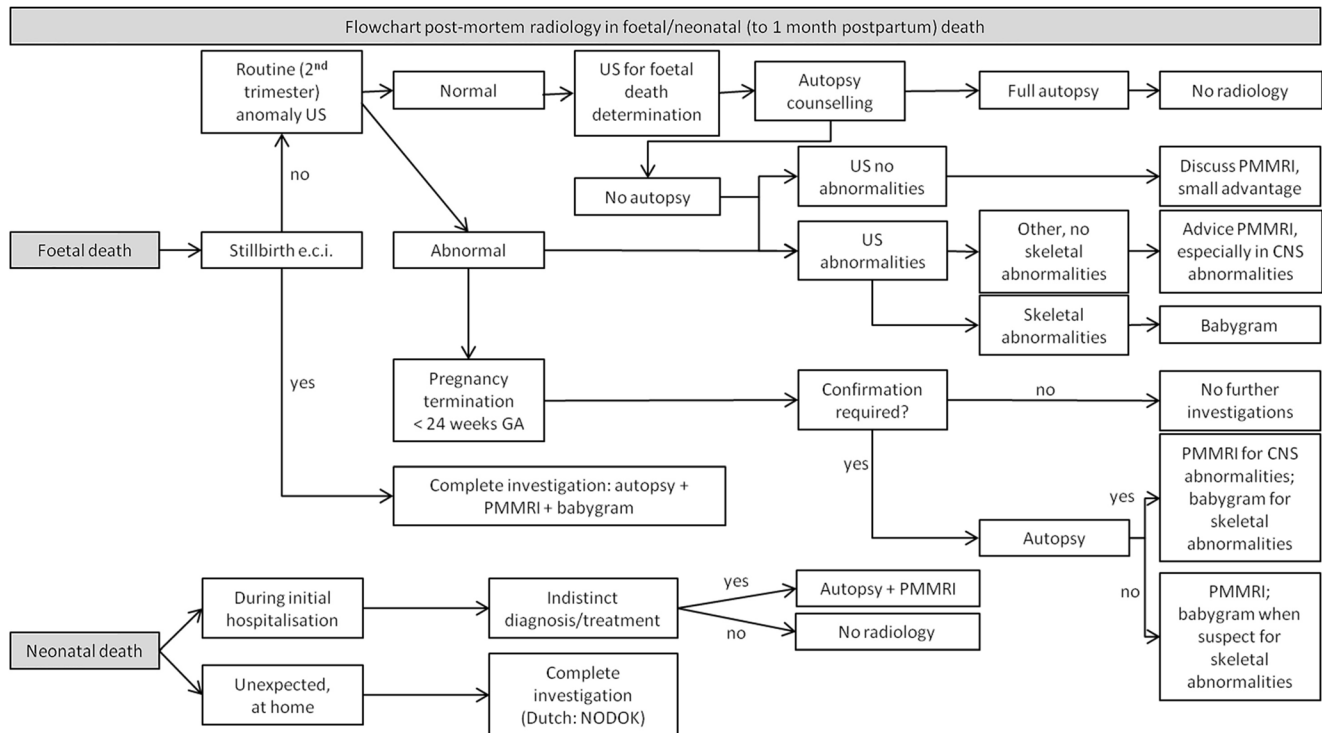 Flowchart post-mortem radiology in foetal/neonatal (to 1 month postpartum) death
Routine (2nd
trimester)
anomaly US
Normal
US for foetal
death
determination
Autopsy
counselling
Full autopsy
No radiology
no
No autopsy
US no
abnormalities
Discuss PMMRI,
small advantage
Foetal death
Stillbirth e.c.i.
Abnormal
US
abnormalities
Other, no
skeletal
abnormalities
Advice PMMRI,
especially in CNS
abnormalities
Skeletal
abnormalities
Babygram
yes
Pregnancy
termination
< 24 weeks GA
Confirmation
required?
no
No further
investigations
yes
Complete investigation: autopsy +
PMMRI + babygram
Autopsy
yes
PMMRI for CNS
abnormalities;
babygram for
skeletal
abnormalities
no
PMMRI;
babygram when
suspect for
skeletal
abnormalities
Neonatal death
During initial
hospitalisation
Indistinct
diagnosis/treatment
yes
Autopsy + PMMRI
no
No radiology
Unexpected,
at home
Complete
investigation
(Dutch: NODOK)